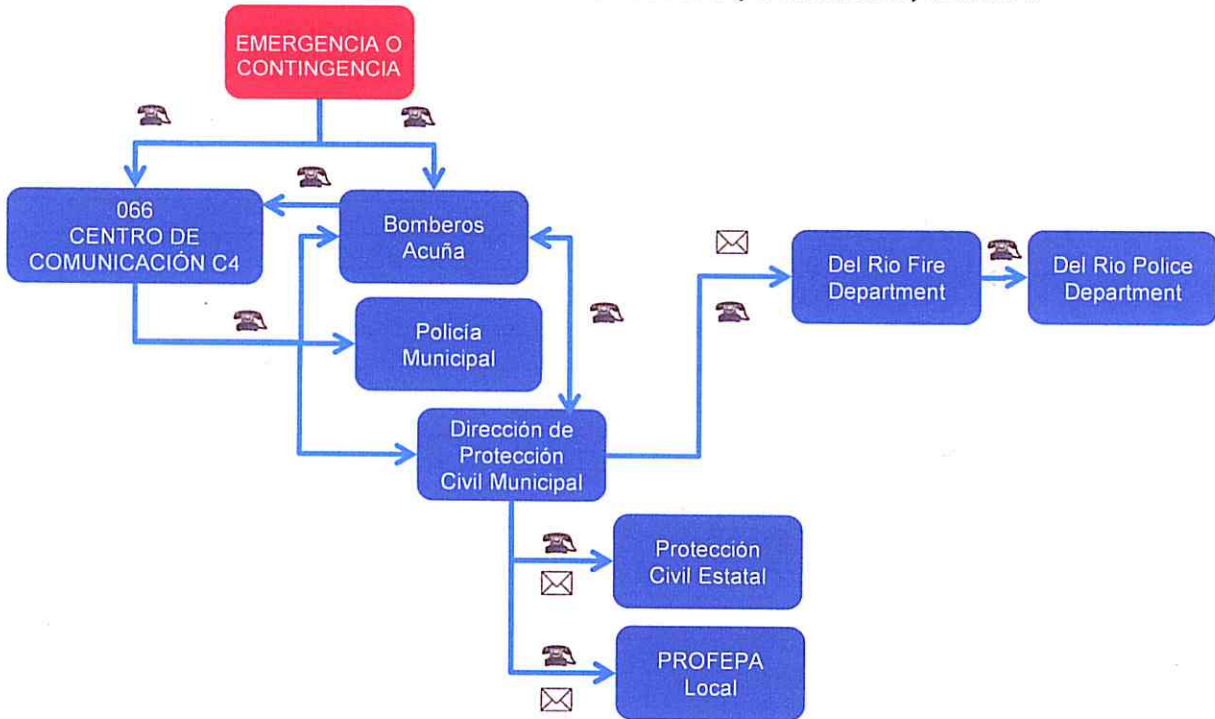 EMERGENCIA O
CONTINGENCIA
066
CENTRO DE
COMUNICACIÓN C4
Bomberos
Acuña
Policía
Municipal
Dirección de
Protección
Civil Municipal
Del Rio Fire
Department
Del Rio Police
Department
Protección
Civil Estatal
PROFEPA
Local